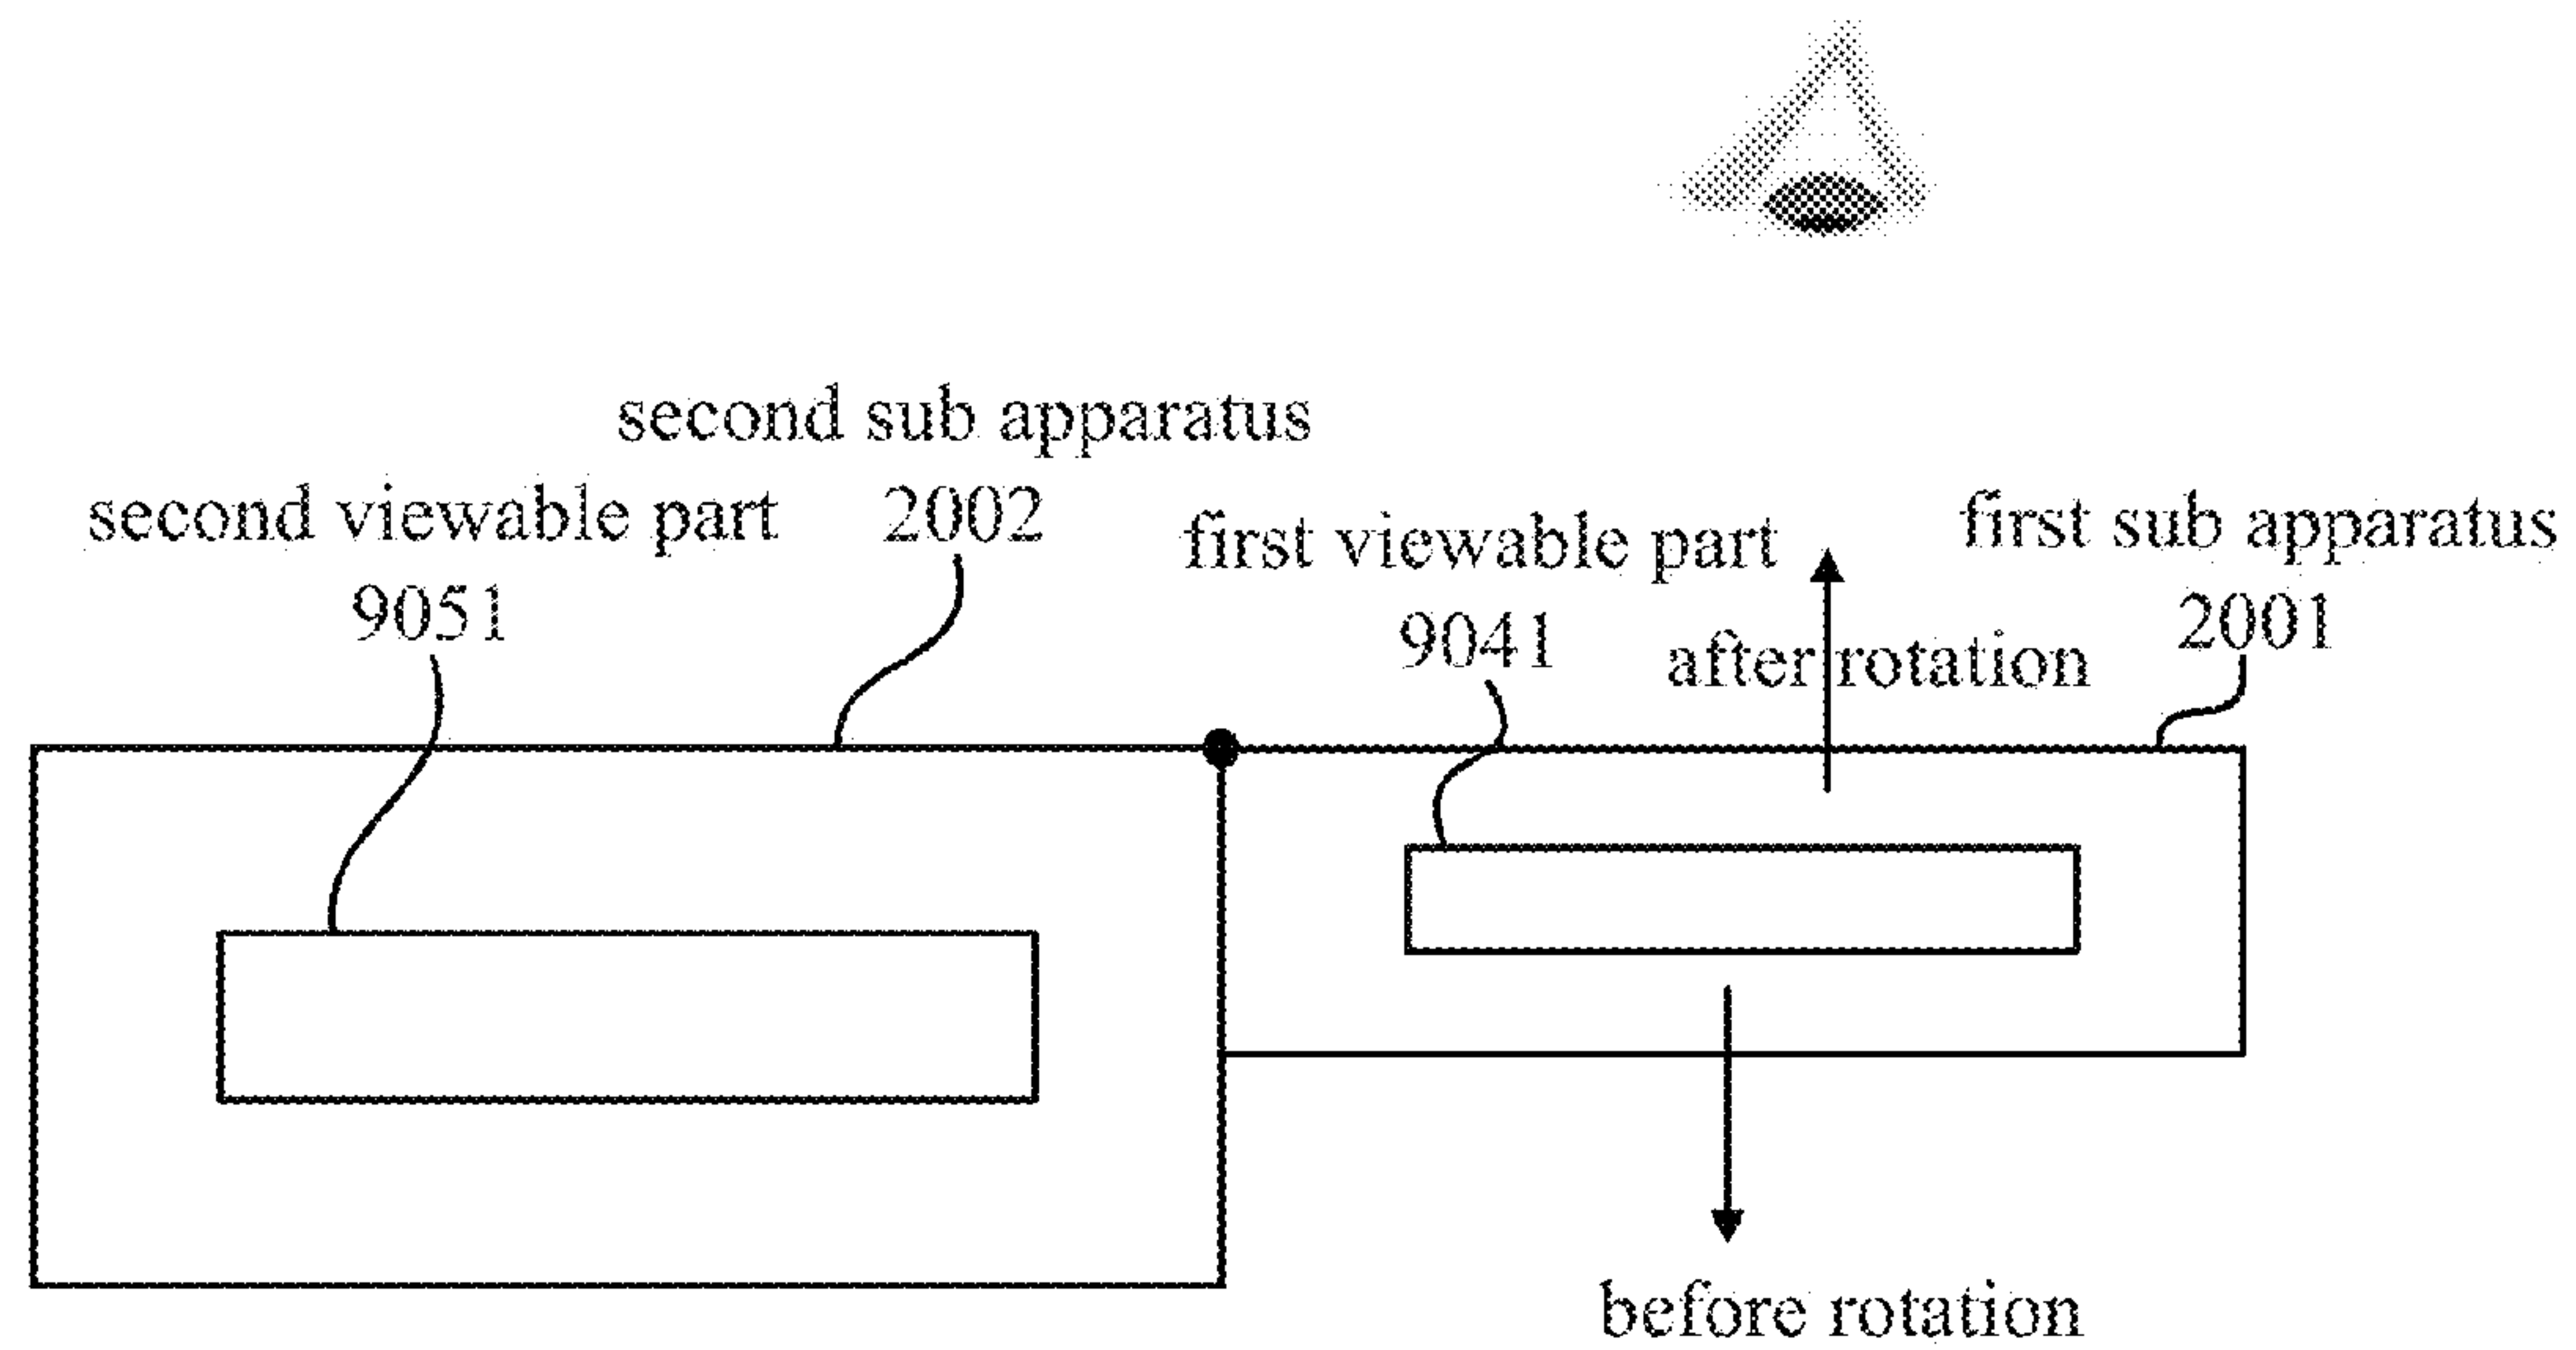 second sub apparatus
2002
second viewable part
9051
first viewable part
9041
first sub apparatus
2001
after rotation
before rotation